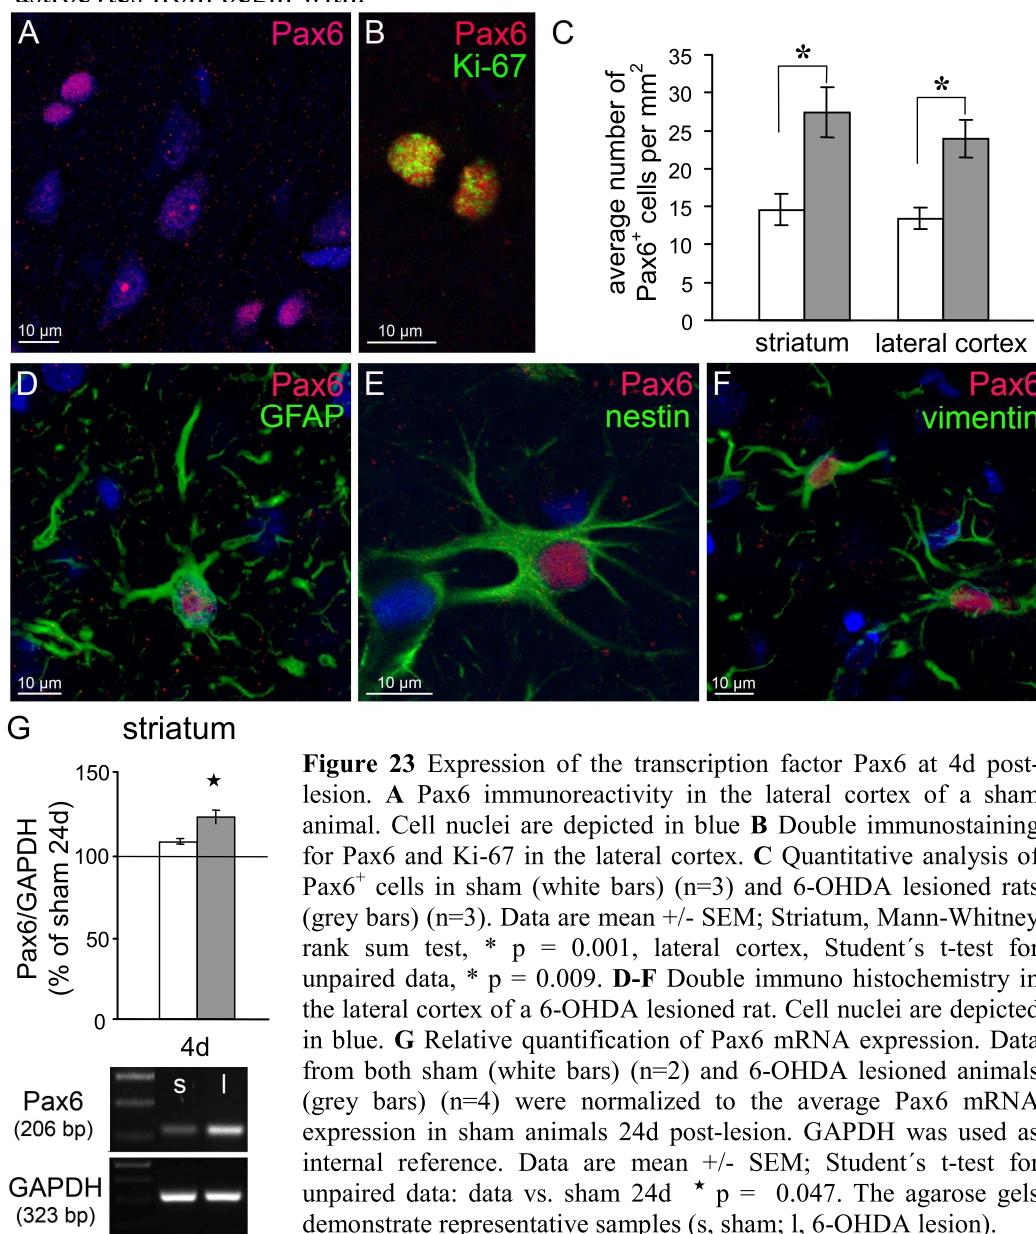 A
Pax6
10 µm
B
Pax6
Ki-67
10 µm
C
average number of
Pax6+ cells per mm2
35
30
25
20
15
10
5
0
*
*
striatum
lateral cortex
D
Pax6
GFAP
10 µm
E
Pax6
nestin
10 µm
F
Pax6
vimentin
10 µm
G
striatum
Pax6/GAPDH
(% of sham 24d)
150
100
50
0
★
4d
s l
Pax6
(206 bp)
GAPDH
(323 bp)
Figure 23 Expression of the transcription factor Pax6 at 4d post-
lesion. A Pax6 immunoreactivity in the lateral cortex of a sham
animal. Cell nuclei are depicted in blue B Double immunostaining
for Pax6 and Ki-67 in the lateral cortex. C Quantitative analysis of
Pax6+ cells in sham (white bars) (n=3) and 6-OHDA lesioned rats
(grey bars) (n=3). Data are mean +/- SEM; Striatum, Mann-Whitney
rank sum test, * p = 0.001, lateral cortex, Student´s t-test for
unpaired data, * p = 0.009. D-F Double immuno histochemistry in
the lateral cortex of a 6-OHDA lesioned rat. Cell nuclei are depicted
in blue. G Relative quantification of Pax6 mRNA expression. Data
from both sham (white bars) (n=2) and 6-OHDA lesioned animals
(grey bars) (n=4) were normalized to the average Pax6 mRNA
expression in sham animals 24d post-lesion. GAPDH was used as
internal reference. Data are mean +/- SEM; Student´s t-test for
unpaired data: data vs. sham 24d ★ p = 0.047. The agarose gels
demonstrate representative samples (s, sham; l, 6-OHDA lesion).